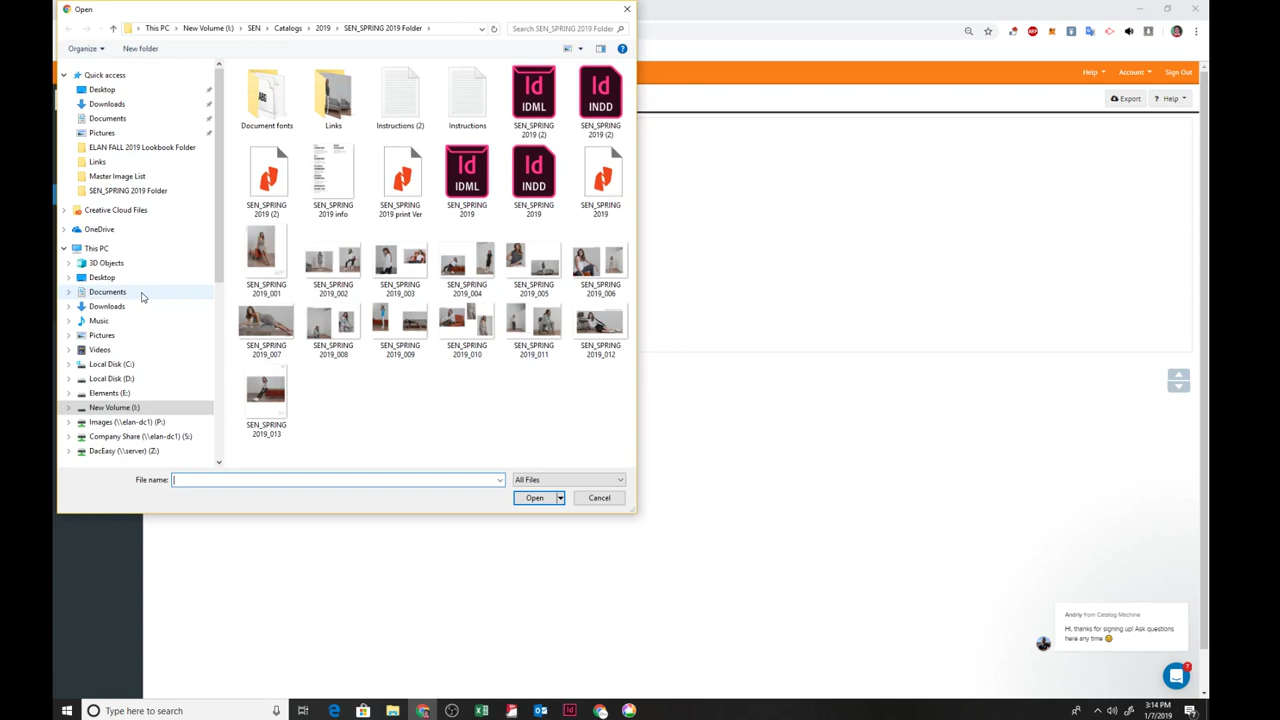 Open
This PC > New Volume (I:) > SEN > Catalogs > 2019 > SEN_SPRING 2019 Folder >
Search SEN_SPRING 2019 Folder
Organize
New folder
Help
Account
Sign Out
Export
? Help
Quick access
Desktop
Downloads
Documents
Pictures
ELAN FALL 2019 Lookbook Folder
Links
Master Image List
SEN_SPRING 2019 Folder
Creative Cloud Files
OneDrive
This PC
3D Objects
Desktop
Documents
Downloads
Music
Pictures
Videos
Local Disk (C:)
Local Disk (D:)
Elements (E:)
New Volume (I:)
Images (\\elan-dc1) (P:)
Company Share (\\elan-dc1) (S:)
DacEasy (\\server) (Z:)
ABG
Id
IDML
Id
INDD
Document fonts
Links
Instructions (2)
Instructions
SEN_SPRING
2019 (2)
SEN_SPRING
2019 (2)
Id
IDML
Id
INDD
SEN_SPRING
2019 (2)
SEN_SPRING
2019 info
SEN_SPRING
2019 print Ver
SEN_SPRING
2019
SEN_SPRING
2019
SEN_SPRING
2019
SEN_SPRING
2019_001
SEN_SPRING
2019_002
SEN_SPRING
2019_003
SEN_SPRING
2019_004
SEN_SPRING
2019_005
SEN_SPRING
2019_006
SEN_SPRING
2019_007
SEN_SPRING
2019_008
SEN_SPRING
2019_009
SEN_SPRING
2019_010
SEN_SPRING
2019_011
SEN_SPRING
2019_012
SEN_SPRING
2019_013
File name:
All Files
Open
Cancel
Andriy from Catalog Machine
Hi, thanks for signing up! Ask questions
here any time
7
Type here to search
3:14 PM
1/7/2019